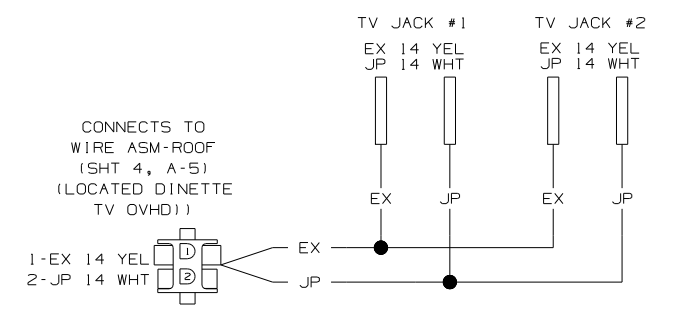 TV JACK #1
EX 14 YEL
JP 14 WHT
TV JACK #2
EX 14 YEL
JP 14 WHT
CONNECTS TO
WIRE ASM-ROOF
(SHT 4, A-5)
(LOCATED DINETTE
TV OVHD))
EX
JP
EX
JP
1-EX 14 YEL
2-JP 14 WHT
1
2
EX
JP